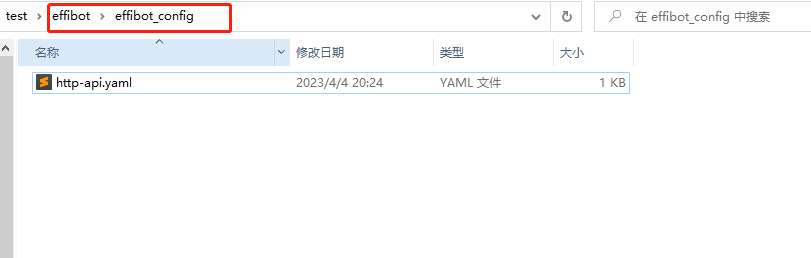 test > effibot > effibot_config
在 effibot_config 中搜索
名称 修改日期 类型 大小
http-api.yaml 2023/4/4 20:24 YAML 文件 1 KB